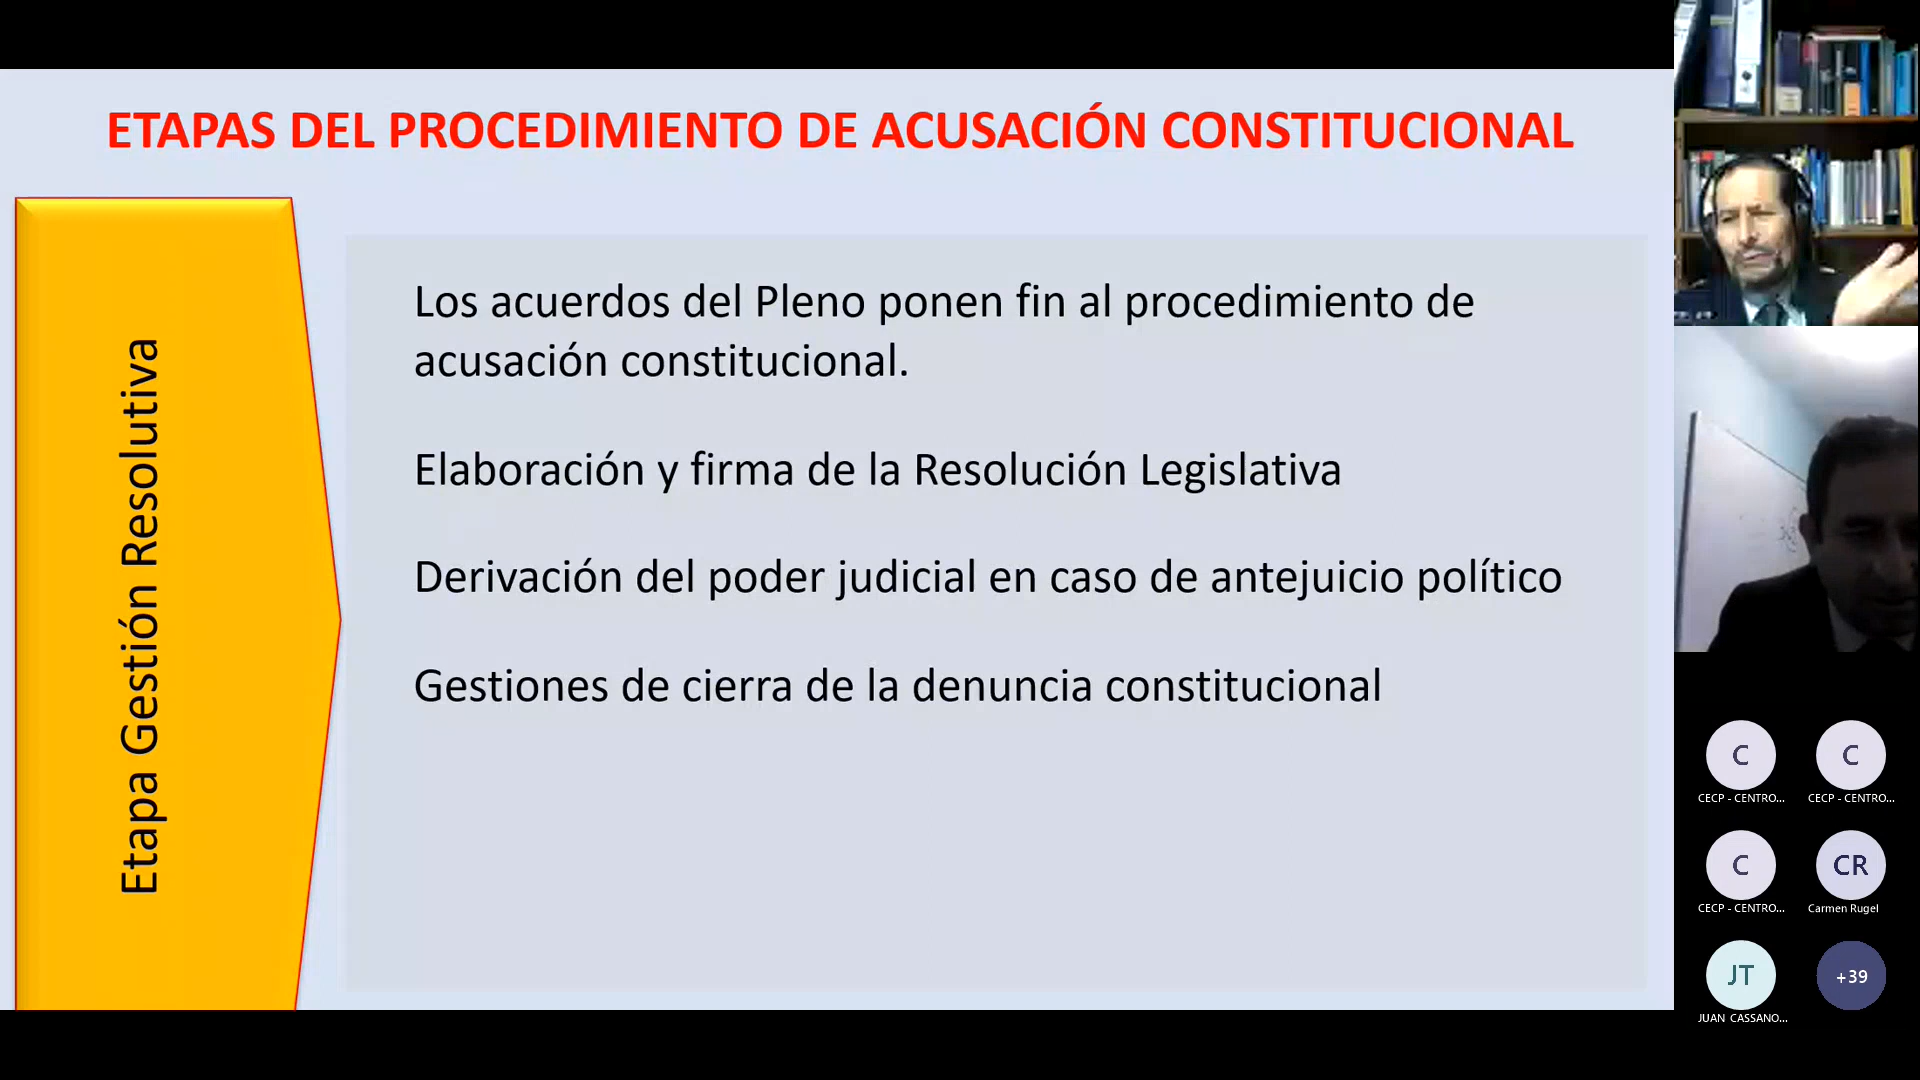 ETAPAS DEL PROCEDIMIENTO DE ACUSACIÓN CONSTITUCIONAL
Etapa Gestión Resolutiva
Los acuerdos del Pleno ponen fin al procedimiento de
acusación constitucional.
Elaboración y firma de la Resolución Legislativa
Derivación del poder judicial en caso de antejuicio político
Gestiones de cierra de la denuncia constitucional
C
C
CECP - CENTRO...
CECP - CENTRO...
C
CR
CECP - CENTRO...
Carmen Rugel
JT
+39
JUAN CASSANO...